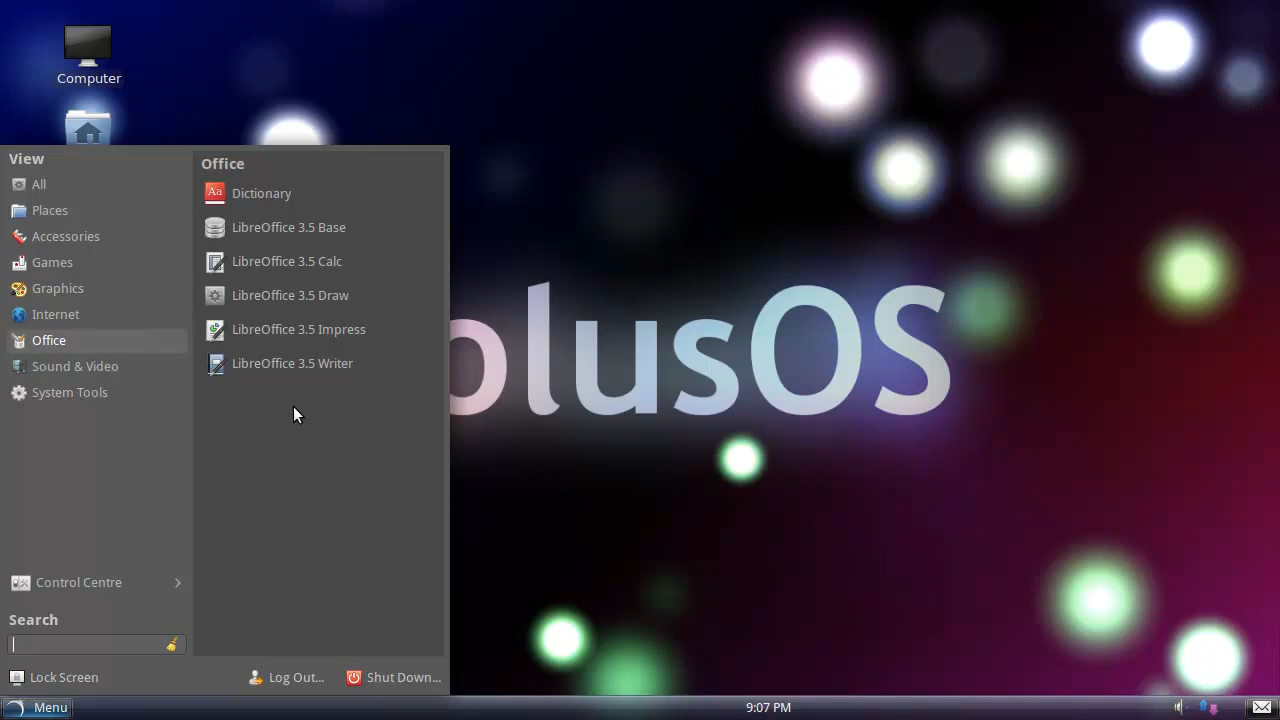 Computer
View
All
Places
Accessories
Games
Graphics
Internet
Office
Sound & Video
System Tools
Control Centre
Search
Lock Screen
Log Out...
Shut Down...
Office
Aa Dictionary
LibreOffice 3.5 Base
LibreOffice 3.5 Calc
LibreOffice 3.5 Draw
LibreOffice 3.5 Impress
LibreOffice 3.5 Writer
olusOS
Menu
9:07 PM